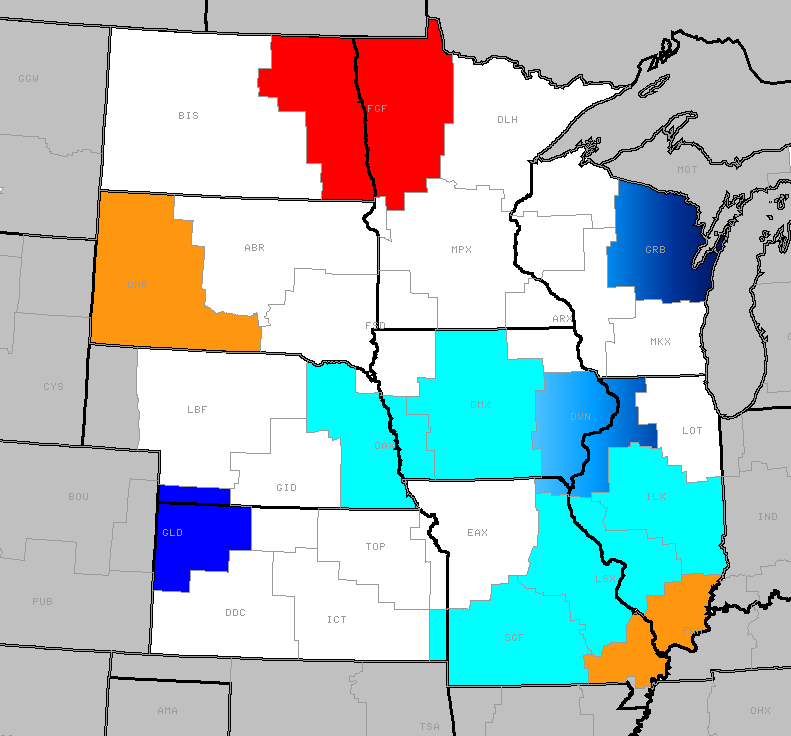 GGW
BIS
FGF
DLH
MQT
UNR
ABR
MPX
GRB
FSD
ARX
MKX
CYS
LBF
DMX
DVN
OAX
LOT
GID
BOU
ILX
GLD
EAX
IND
TOP
LSX
PUB
DDC
ICT
SGF
AMA
TSA
OHX